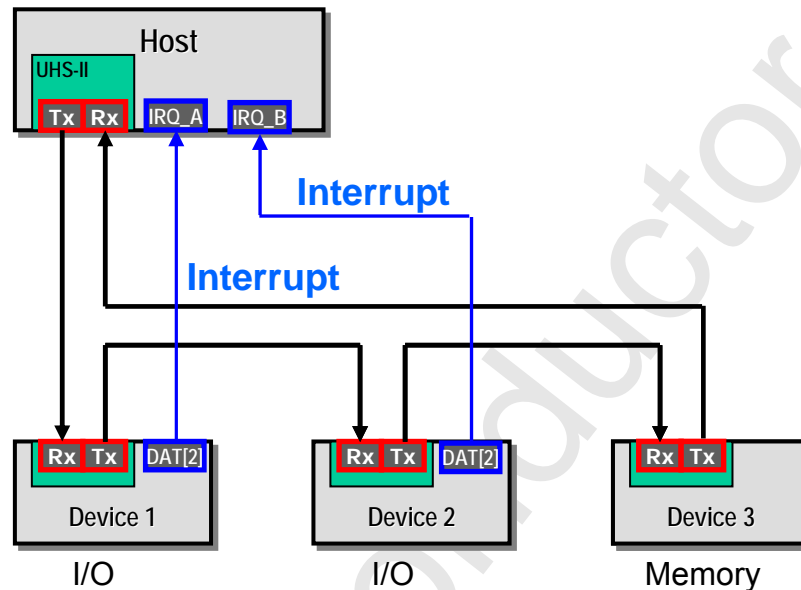 Host
UHS-II
Tx Rx IRQ_A IRQ_B
Interrupt
Interrupt
Rx Tx DAT[2] Rx Tx DAT[2] Rx Tx
Device 1 Device 2 Device 3
I/O I/O Memory
onductor